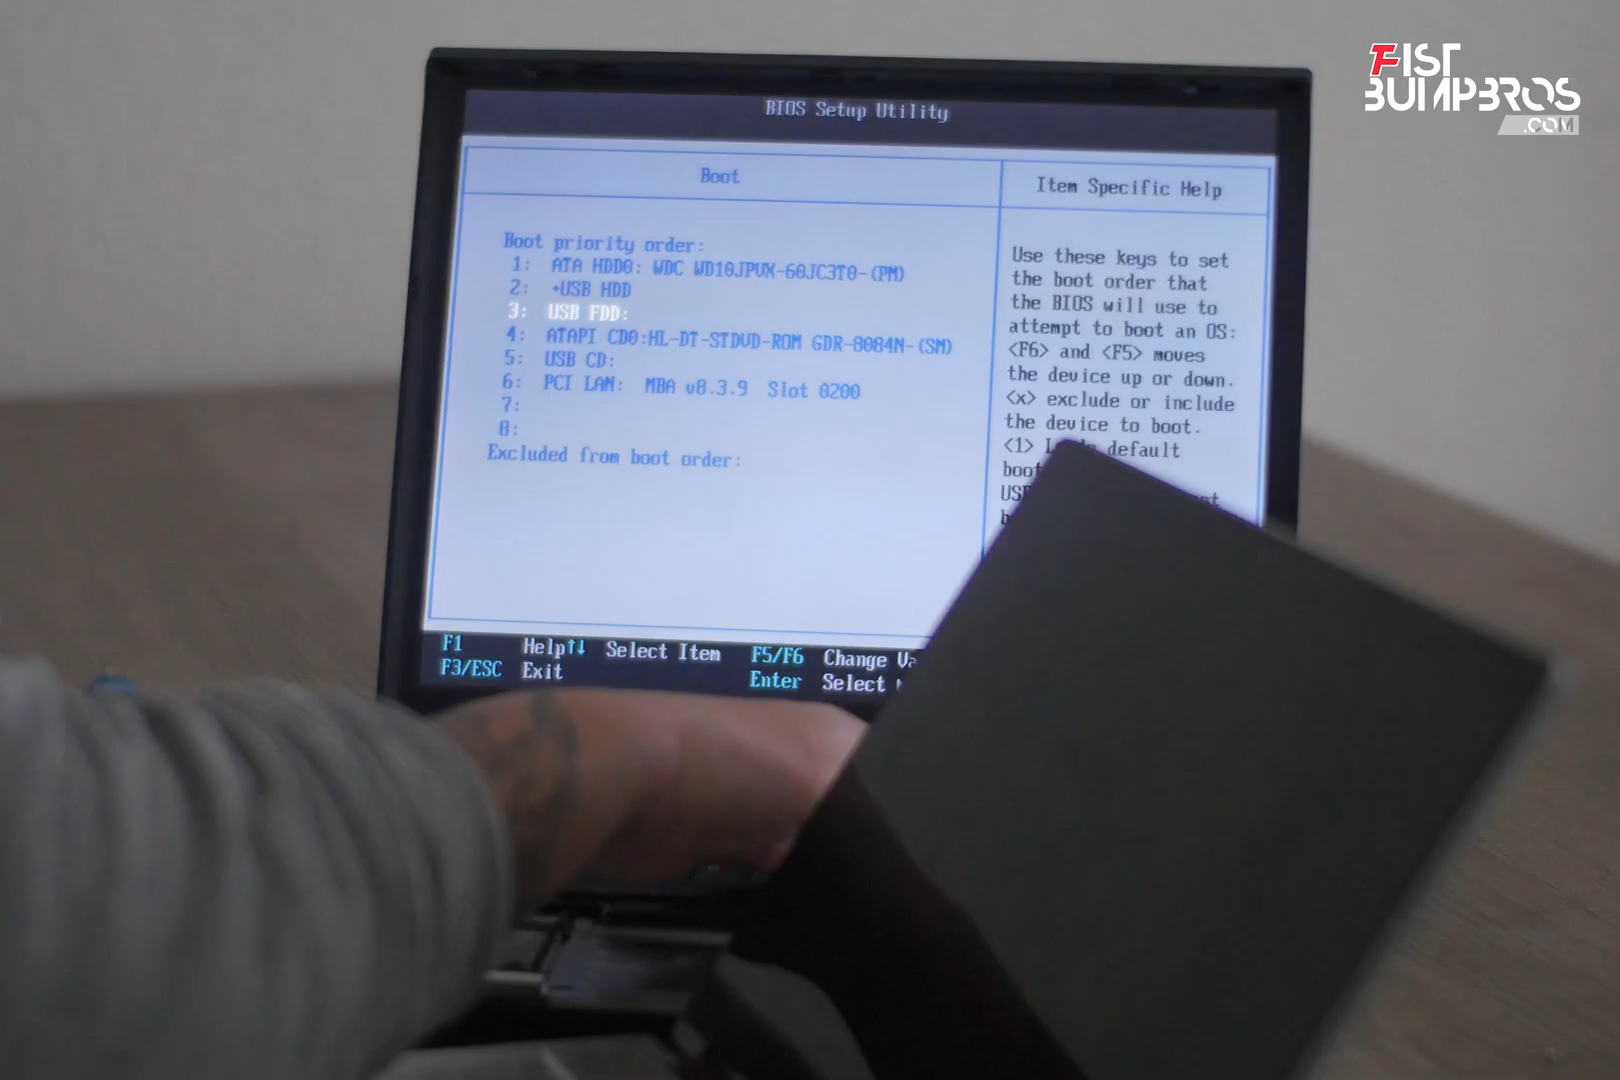 FIST
BUMPBROS
.COM
BIOS Setup Utility
Boot
Item Specific Help
Boot priority order:
1: ATA HDD0: WDC WD10JPVX-60JC3T0-(PM)
2: +USB HDD
3: USB FDD:
4: ATAPI CD0:HL-DT-STDVD-ROM GDR-8084N-(SM)
5: USB CD:
6: PCI LAN: MBA v8.3.9 Slot 0200
7:
8:
Excluded from boot order:
Use these keys to set
the boot order that
the BIOS will use to
attempt to boot an OS:
<F6> and <F5> moves
the device up or down.
<x> exclude or include
the device to boot.
<1> default
boot
F1 Help ↑↓ Select Item F5/F6 Change
F3/ESC Exit Enter Select